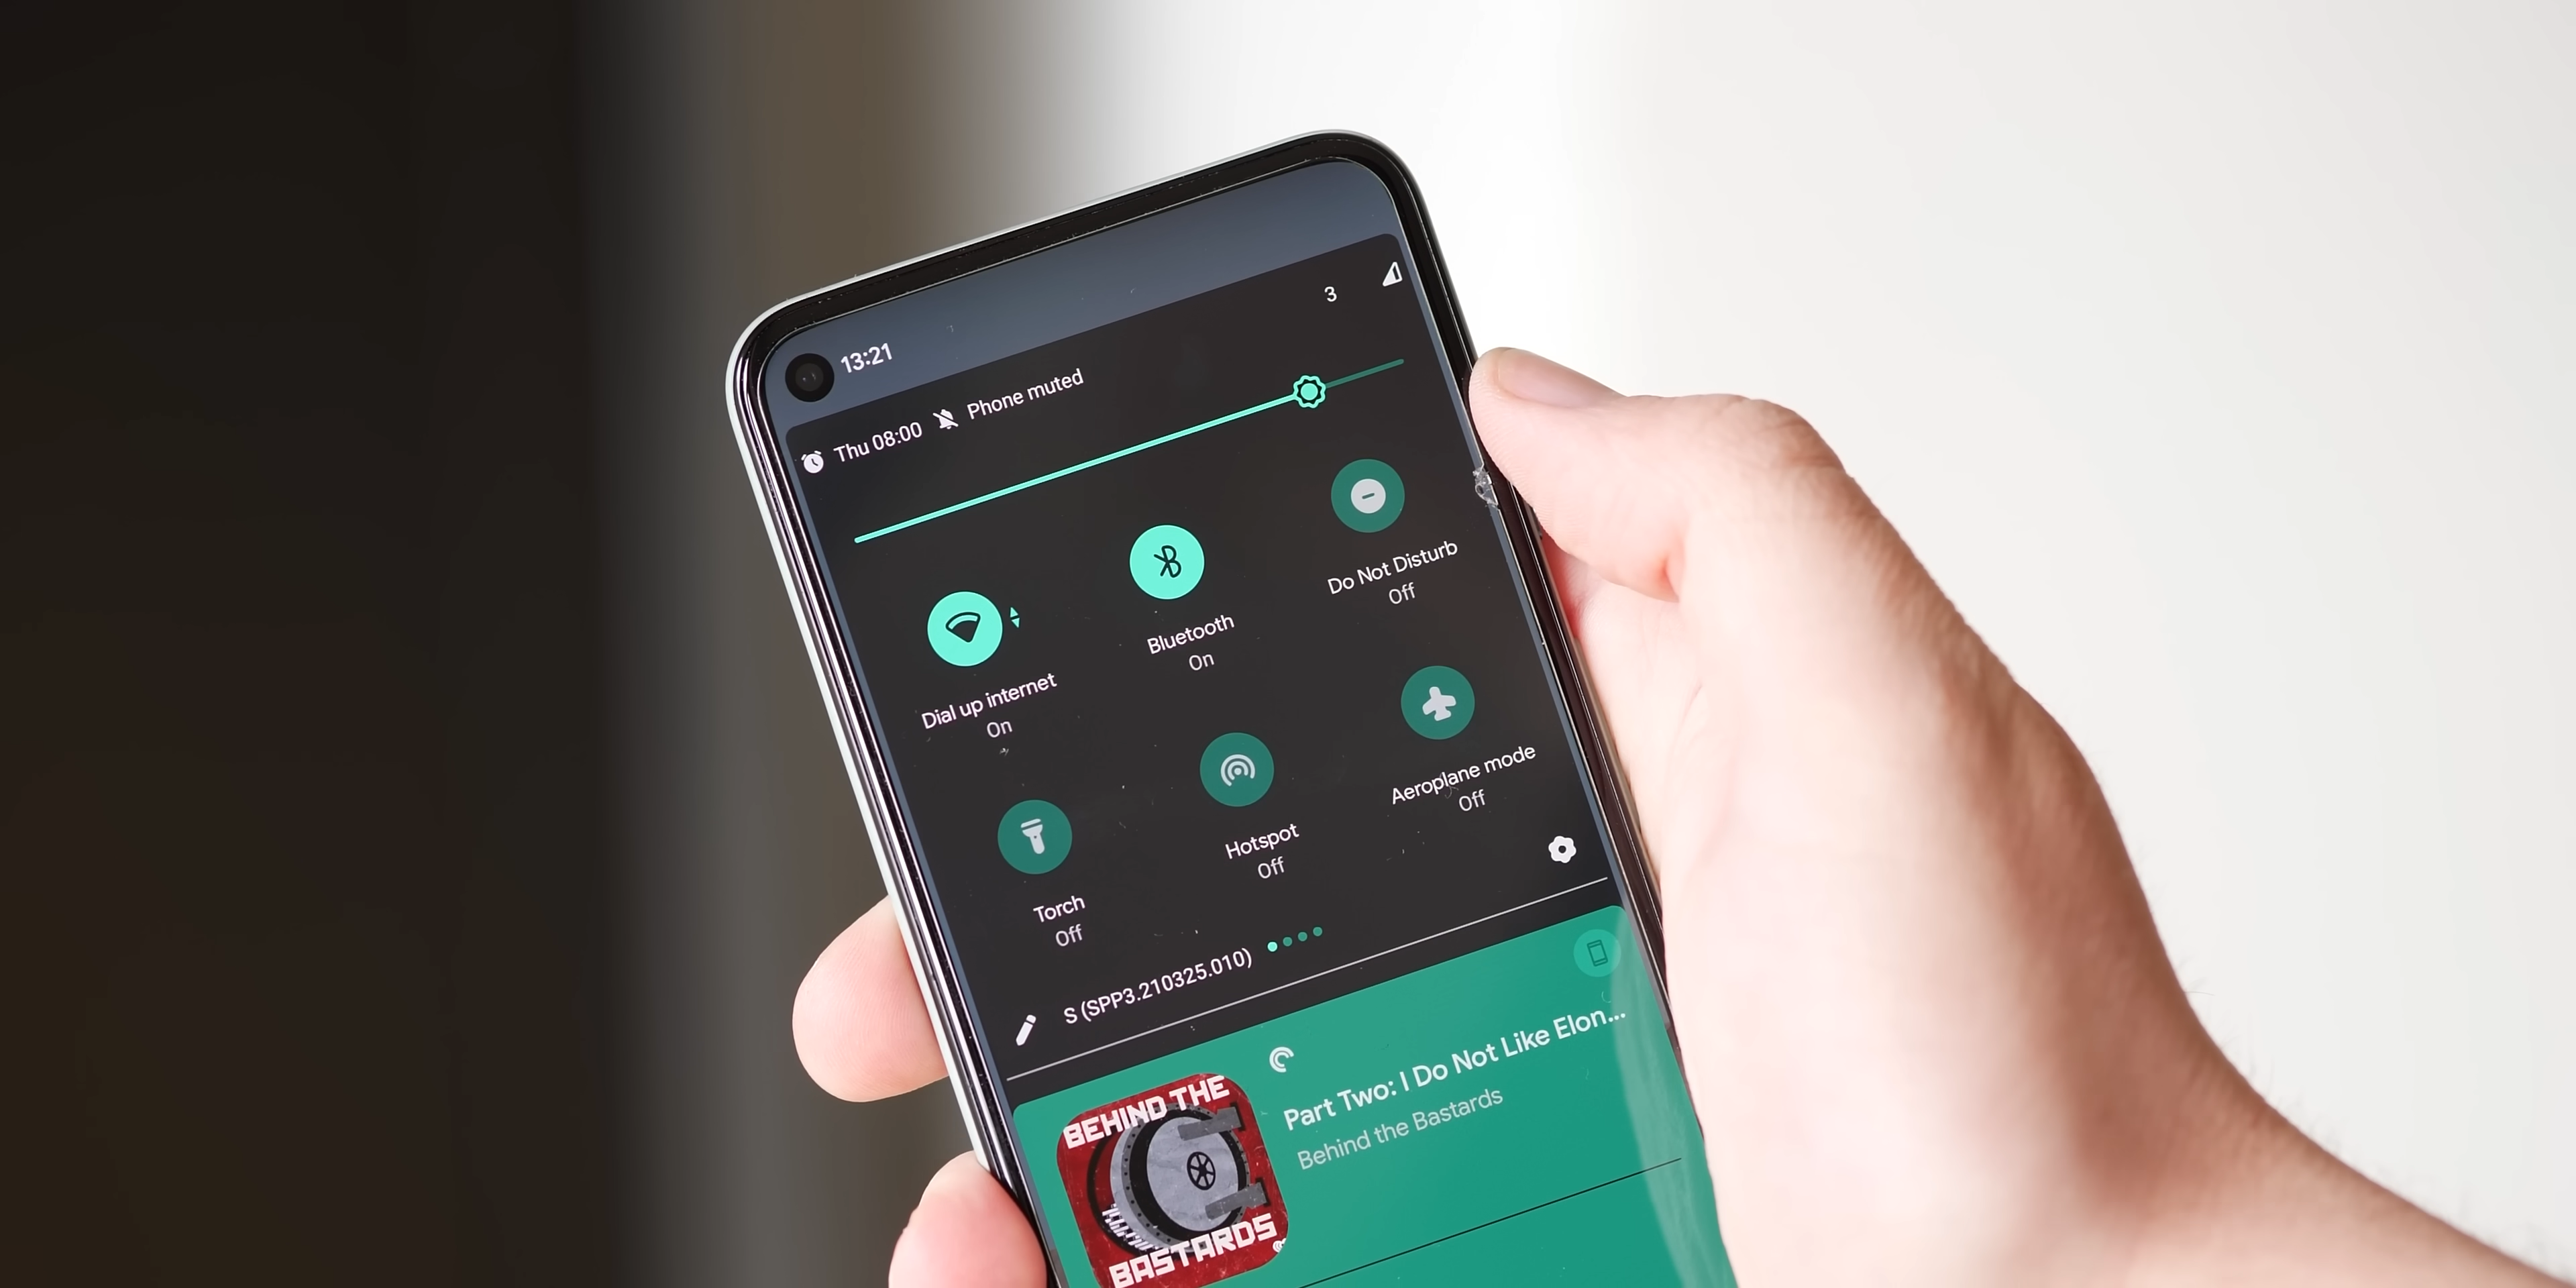 13:21
3
Thu 08:00 Phone muted
Dial up internet
On
Bluetooth
On
Do Not Disturb
Off
Torch
Off
Hotspot
Off
Aeroplane mode
Off
S (SPP3.210325.010)
Part Two: I Do Not Like Elon...
Behind the Bastards
BEHIND THE
BASTARDS